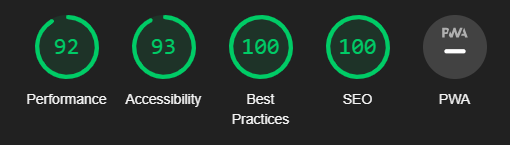 92 93 100 100 PWA
Performance Accessibility Best Practices SEO PWA